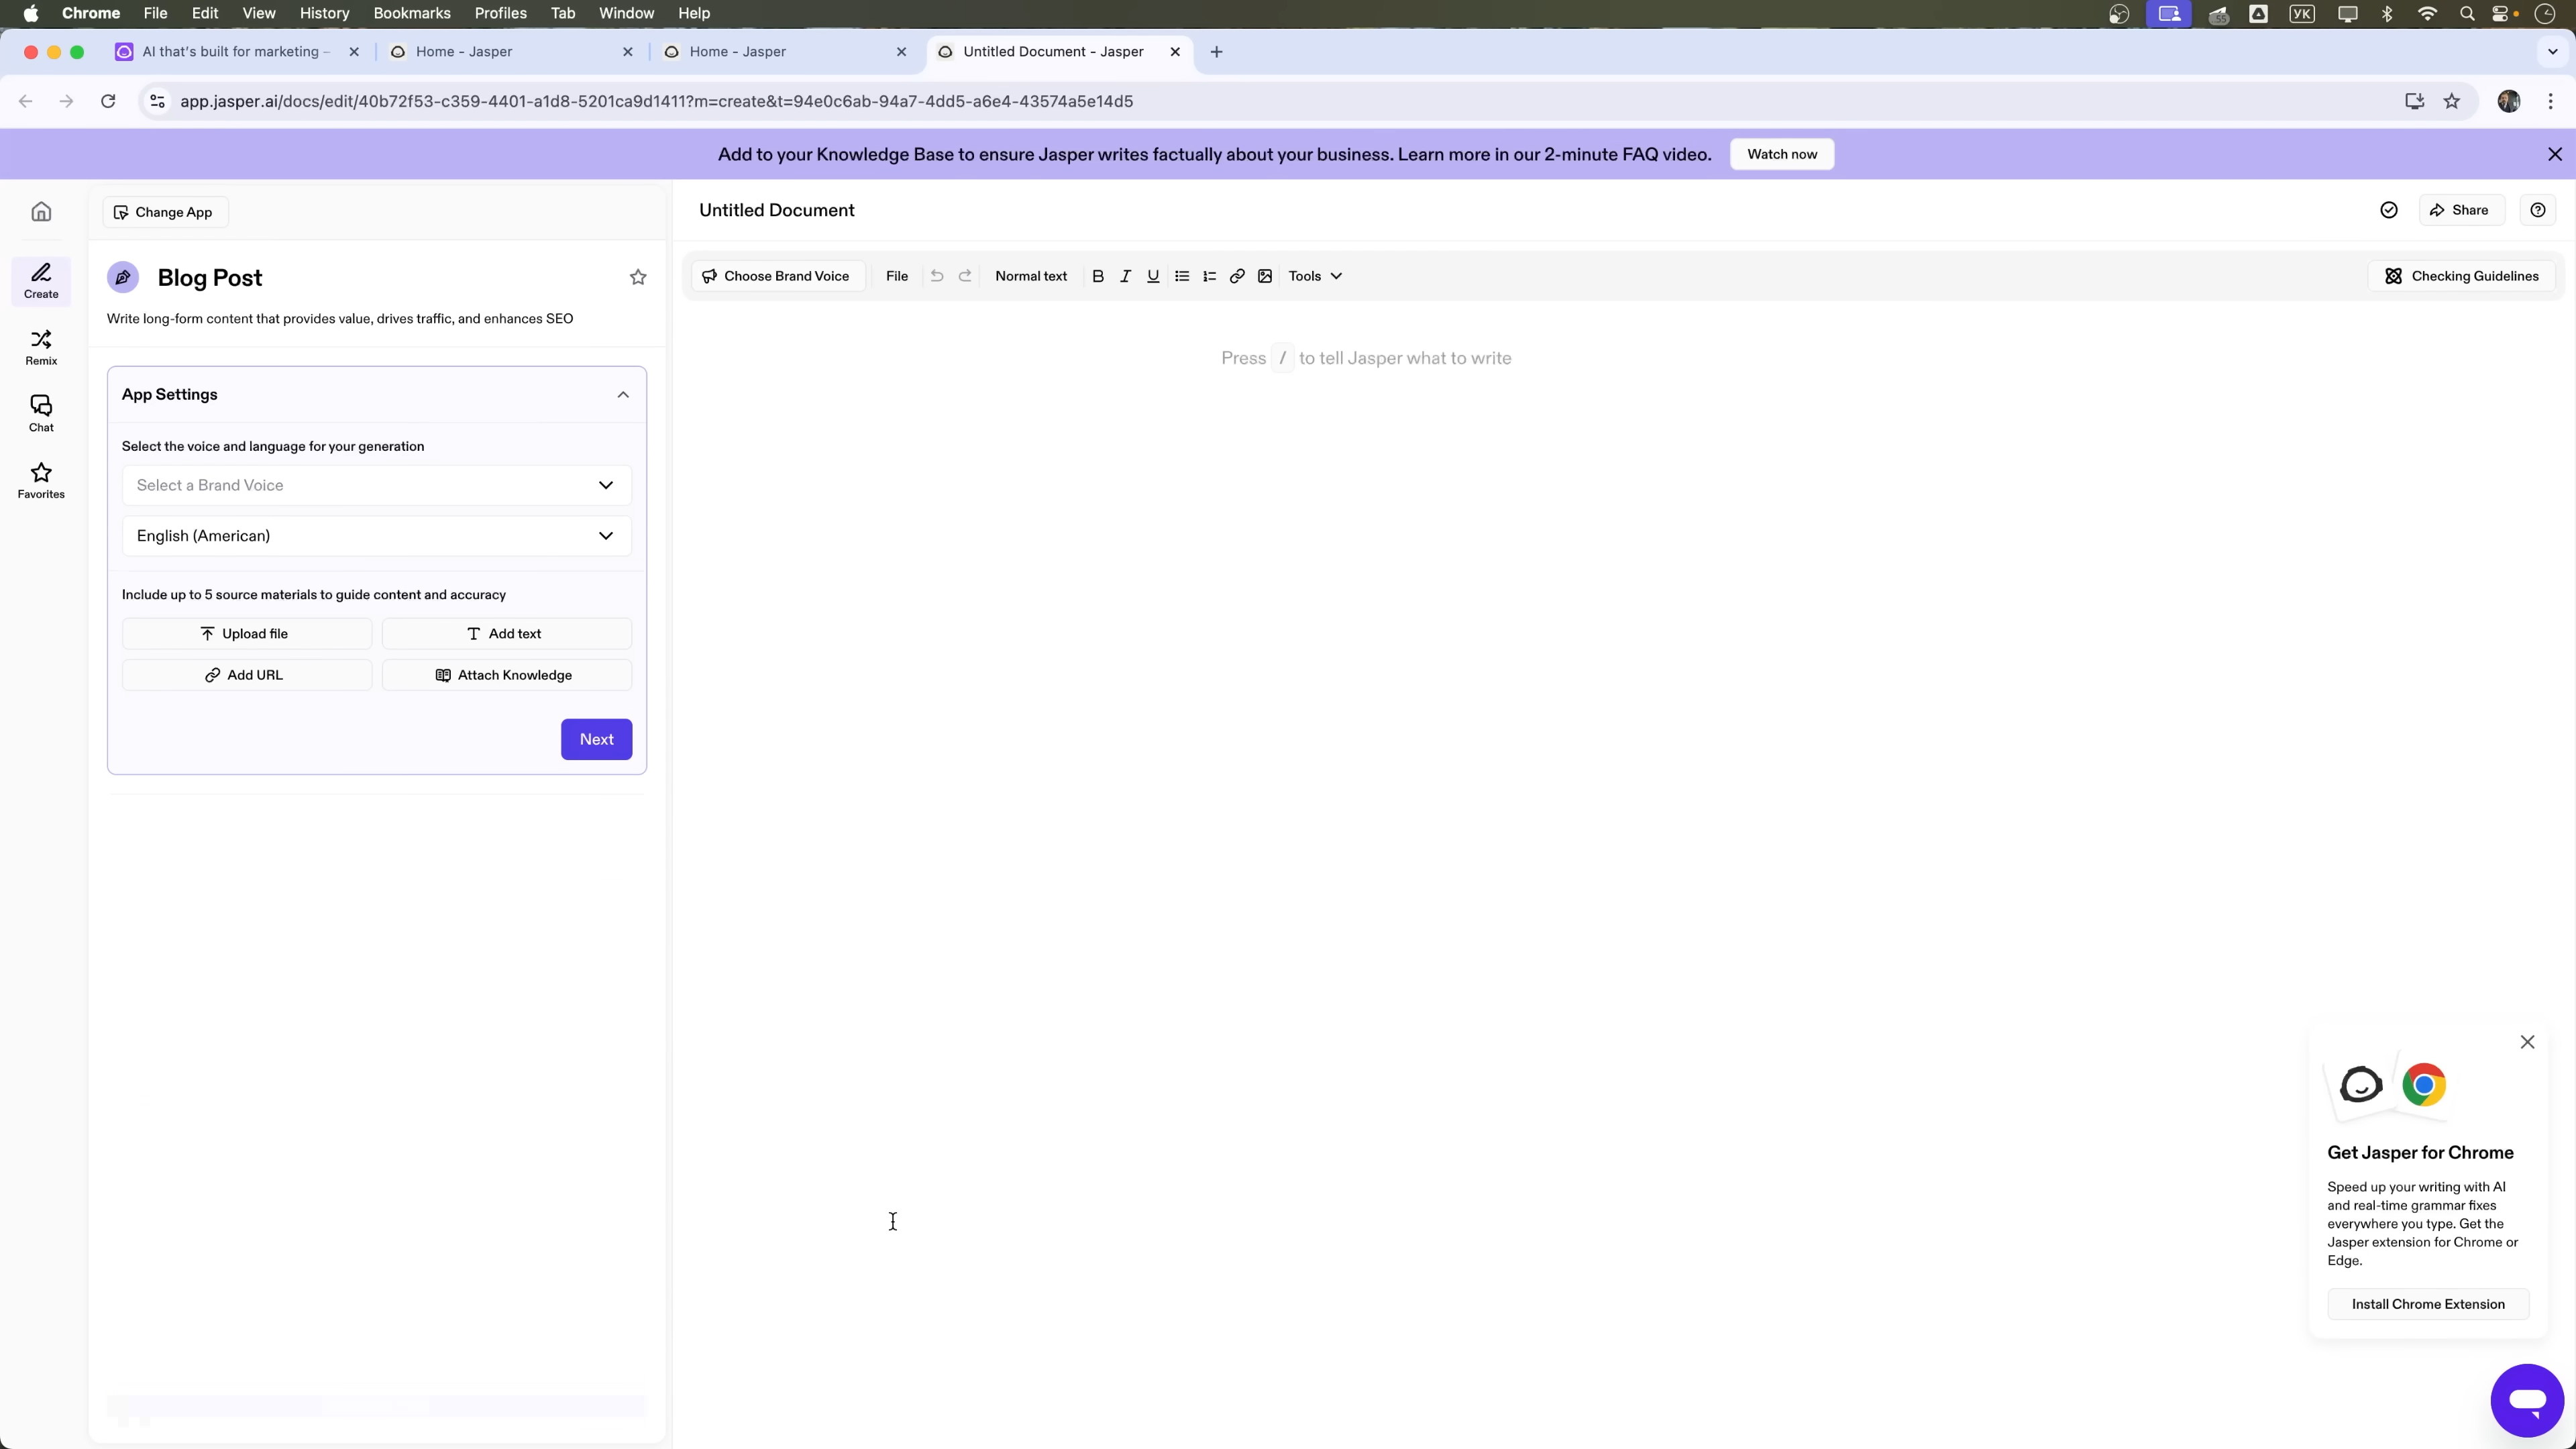 Chrome File Edit View History Bookmarks Profiles Tab Window Help
55 УК
AI that's built for marketing –
Home - Jasper
Home - Jasper
Untitled Document - Jasper
app.jasper.ai/docs/edit/40b72f53-c359-4401-a1d8-5201ca9d1411?m=create&t=94e0c6ab-94a7-4dd5-a6e4-43574a5e14d5
Add to your Knowledge Base to ensure Jasper writes factually about your business. Learn more in our 2-minute FAQ video. Watch now
Create
Remix
Chat
Favorites
Change App
Blog Post
Write long-form content that provides value, drives traffic, and enhances SEO
App Settings
Select the voice and language for your generation
Select a Brand Voice
English (American)
Include up to 5 source materials to guide content and accuracy
Upload file
Add text
Add URL
Attach Knowledge
Next
Untitled Document
Share
Choose Brand Voice File Normal text B I U Tools
Checking Guidelines
Press / to tell Jasper what to write
Get Jasper for Chrome
Speed up your writing with AI
and real-time grammar fixes
everywhere you type. Get the
Jasper extension for Chrome or
Edge.
Install Chrome Extension